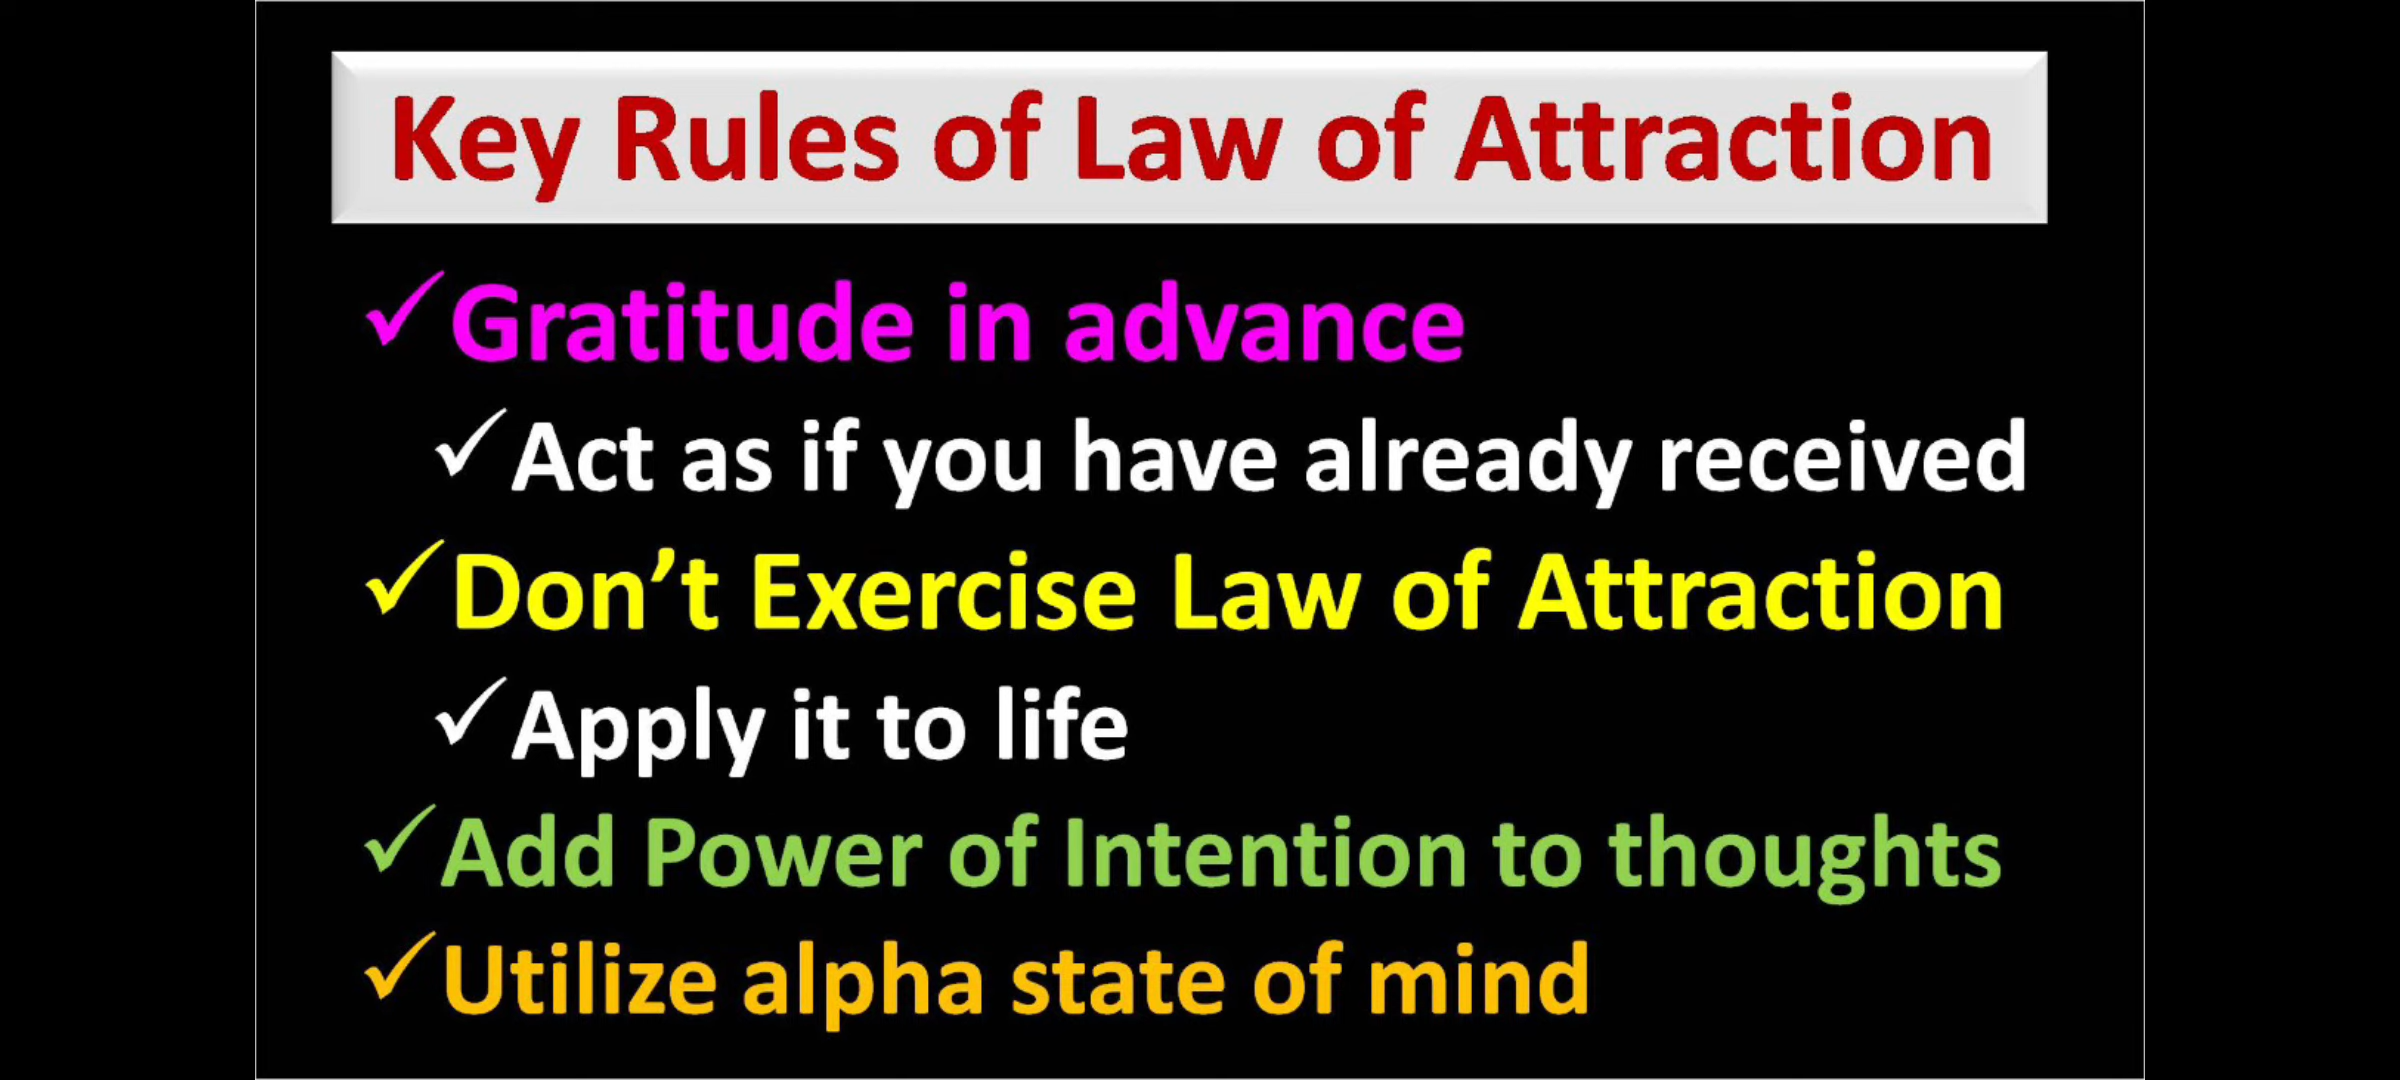 Key Rules of Law of Attraction
✓Gratitude in advance
✓Act as if you have already received
✓Don’t Exercise Law of Attraction
✓Apply it to life
✓Add Power of Intention to thoughts
✓Utilize alpha state of mind